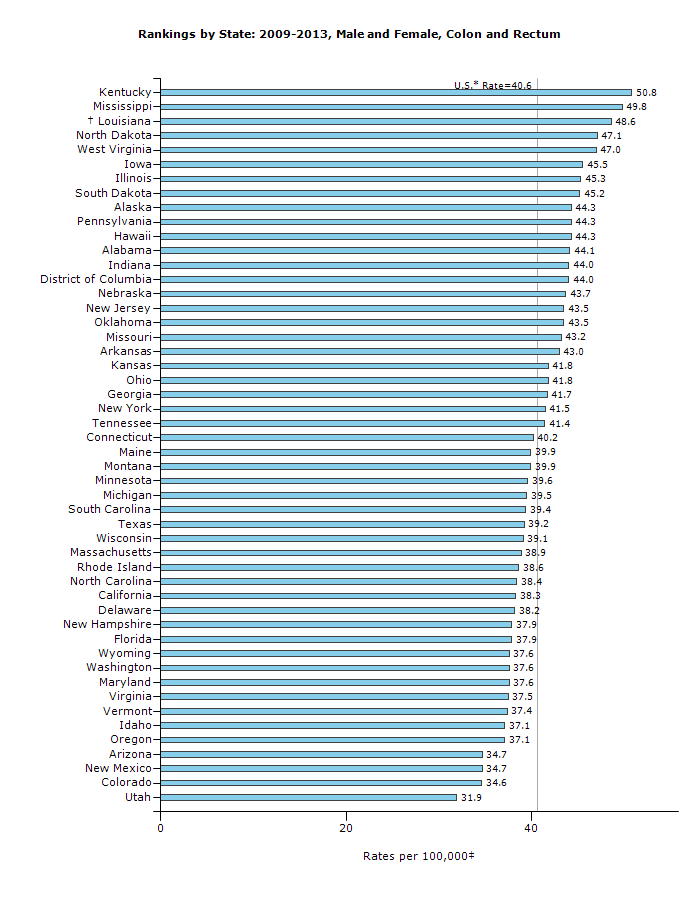 Rankings by State: 2009-2013, Male and Female, Colon and Rectum
U.S.* Rate=40.6
Kentucky 50.8
Mississippi 49.8
† Louisiana 48.6
North Dakota 47.1
West Virginia 47.0
Iowa 45.5
Illinois 45.3
South Dakota 45.2
Alaska 44.3
Pennsylvania 44.3
Hawaii 44.3
Alabama 44.1
Indiana 44.0
District of Columbia 44.0
Nebraska 43.7
New Jersey 43.5
Oklahoma 43.5
Missouri 43.2
Arkansas 43.0
Kansas 41.8
Ohio 41.8
Georgia 41.7
New York 41.5
Tennessee 41.4
Connecticut 40.2
Maine 39.9
Montana 39.9
Minnesota 39.6
Michigan 39.5
South Carolina 39.4
Texas 39.2
Wisconsin 39.1
Massachusetts 38.9
Rhode Island 38.6
North Carolina 38.4
California 38.3
Delaware 38.2
New Hampshire 37.9
Florida 37.9
Wyoming 37.6
Washington 37.6
Maryland 37.6
Virginia 37.5
Vermont 37.4
Idaho 37.1
Oregon 37.1
Arizona 34.7
New Mexico 34.7
Colorado 34.6
Utah 31.9
0 20 40
Rates per 100,000‡